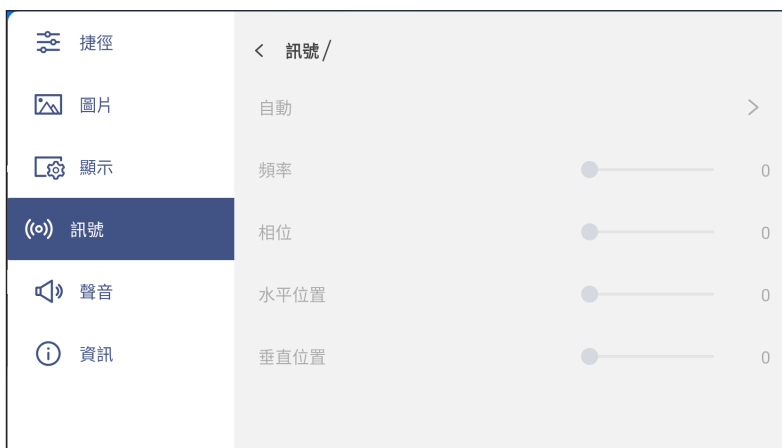 捷徑
圖片
顯示
訊號
聲音
資訊
訊號/
自動
頻率 0
相位 0
水平位置 0
垂直位置 0